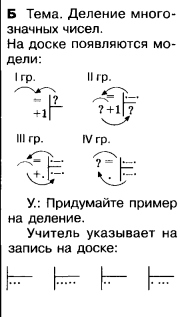 Б Тема. Деление много-
значных чисел.
На доске появляются мо-
дели:
I гр. II гр.
= =
+1 ? +1 ?
III гр. IV гр.
= ?
+.
У.: Придумайте пример
на деление.
Учитель указывает на
запись на доске: